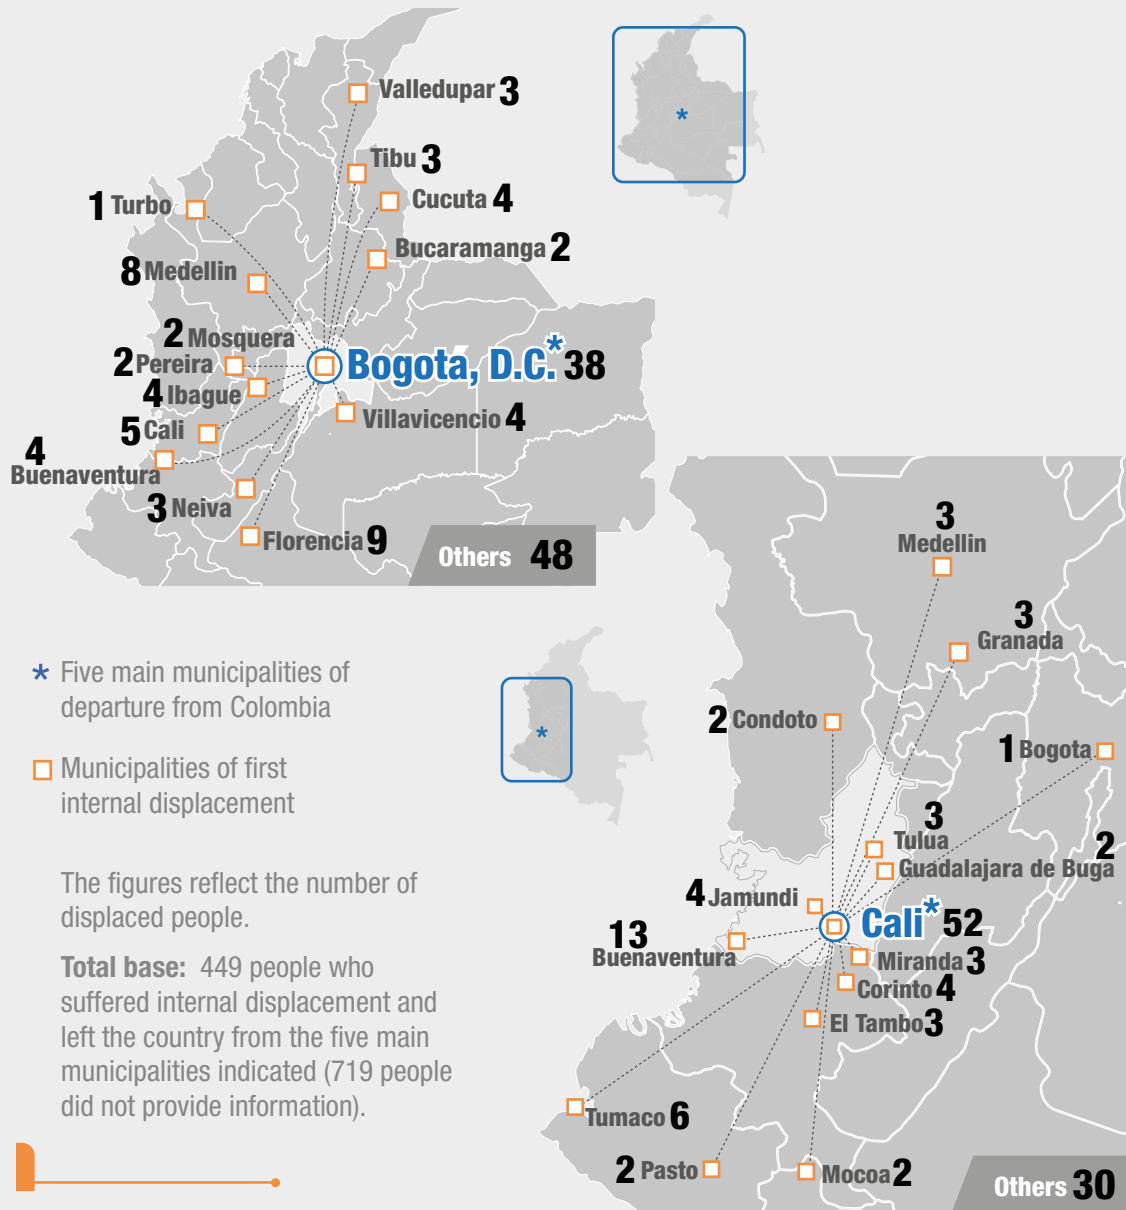 Valledupar 3
Tibu 3
Cucuta 4
1 Turbo
Bucaramanga 2
8 Medellin
2 Mosquera
2 Pereira
Bogotá, D.C.* 38
4 Ibague
Villavicencio 4
5 Cali
4
Buenaventura
3 Neiva
Florencia 9
Others 48
* Five main municipalities of
departure from Colombia
Municipalities of first
internal displacement
The figures reflect the number of
displaced people.
Total base: 449 people who
suffered internal displacement and
left the country from the five main
municipalities indicated (719 people
did not provide information).
3
Medellin
3
Granada
2 Condoto
1 Bogota
3
Tulua
2
Guadalajara de Buga
4 Jamundi
Cali* 52
13
Buenaventura
Miranda 3
Corinto 4
El Tambo 3
Tumaco 6
2 Pasto
Mocoa 2
Others 30